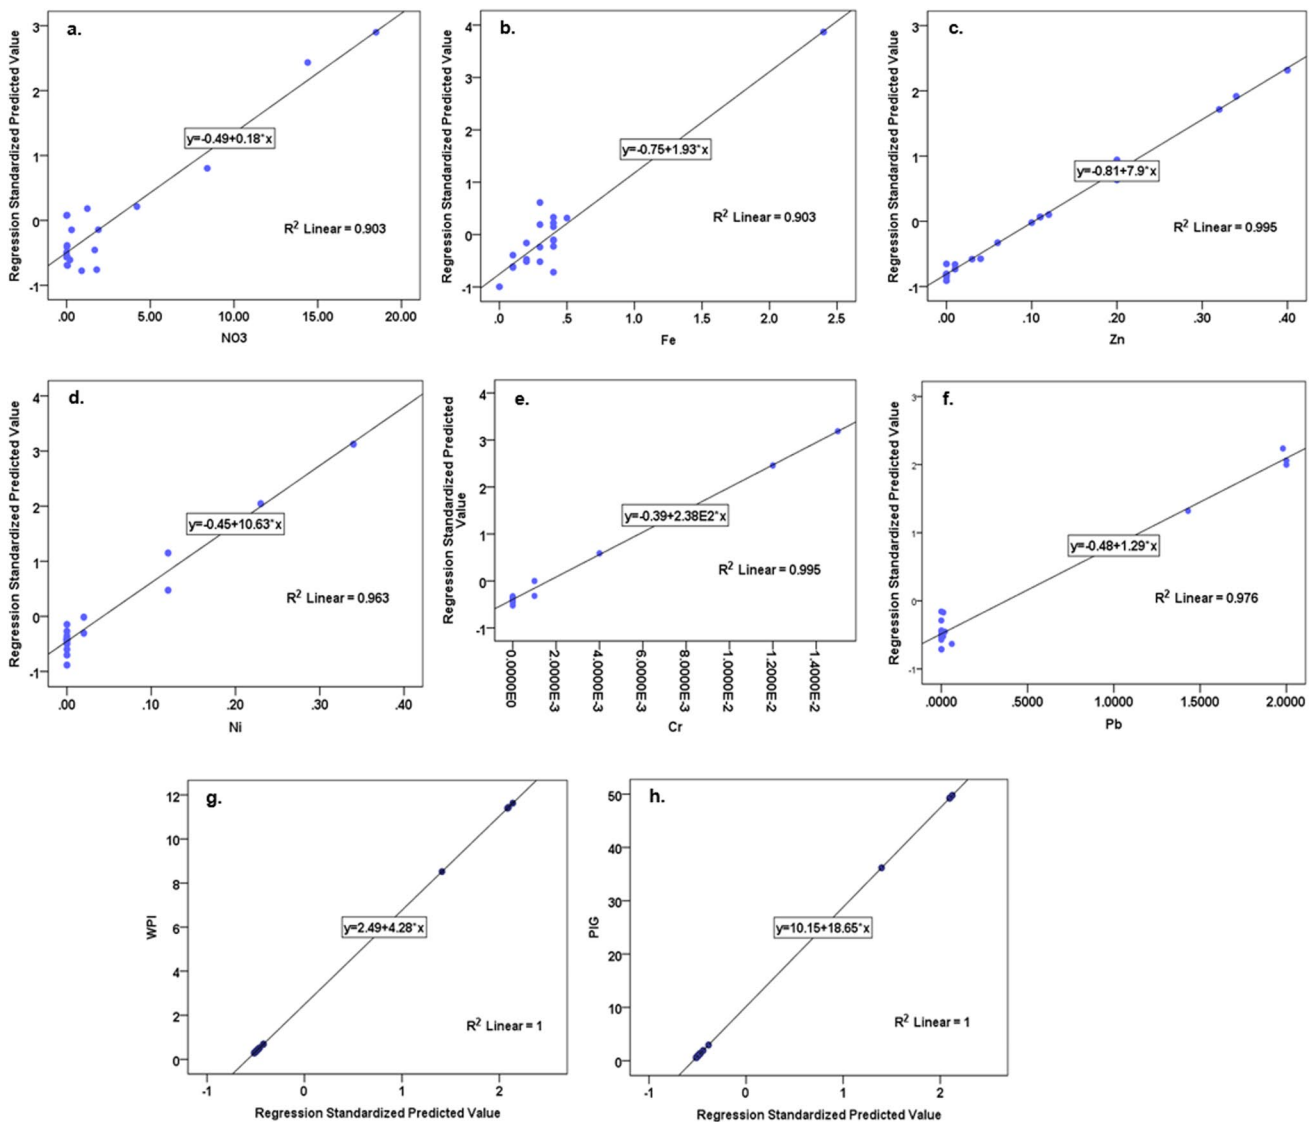 a.
Regression Standardized Predicted Value
3
2
1
0
-1
y=-0.49+0.18*x
R2 Linear = 0.903
.00 5.00 10.00 15.00 20.00
NO3
b.
Regression Standardized Predicted Value
4
3
2
1
0
-1
y=-0.75+1.93*x
R2 Linear = 0.903
.0 .5 1.0 1.5 2.0 2.5
Fe
c.
Regression Standardized Predicted Value
3
2
1
0
-1
y=-0.81+7.9*x
R2 Linear = 0.995
.00 .10 .20 .30 .40
Zn
d.
Regression Standardized Predicted Value
4
3
2
1
0
-1
y=-0.45+10.63*x
R2 Linear = 0.963
.00 .10 .20 .30 .40
Ni
e.
Regression Standardized Predicted
Value
4
3
2
1
0
-1
y=-0.39+2.38E2*x
R2 Linear = 0.995
0.0000E0
2.0000E-3
4.0000E-3
6.0000E-3
8.0000E-3
1.0000E-2
1.2000E-2
1.4000E-2
Cr
f.
Regression Standardized Predicted Value
3
2
1
0
-1
y=-0.48+1.29*x
R2 Linear = 0.976
.0000 .5000 1.0000 1.5000 2.0000
Pb
g.
WPI
12
10
8
6
4
2
0
y=2.49+4.28*x
R2 Linear = 1
-1 0 1 2
Regression Standardized Predicted Value
h.
PIG
50
40
30
20
10
0
y=10.15+18.65*x
R2 Linear = 1
-1 0 1 2
Regression Standardized Predicted Value